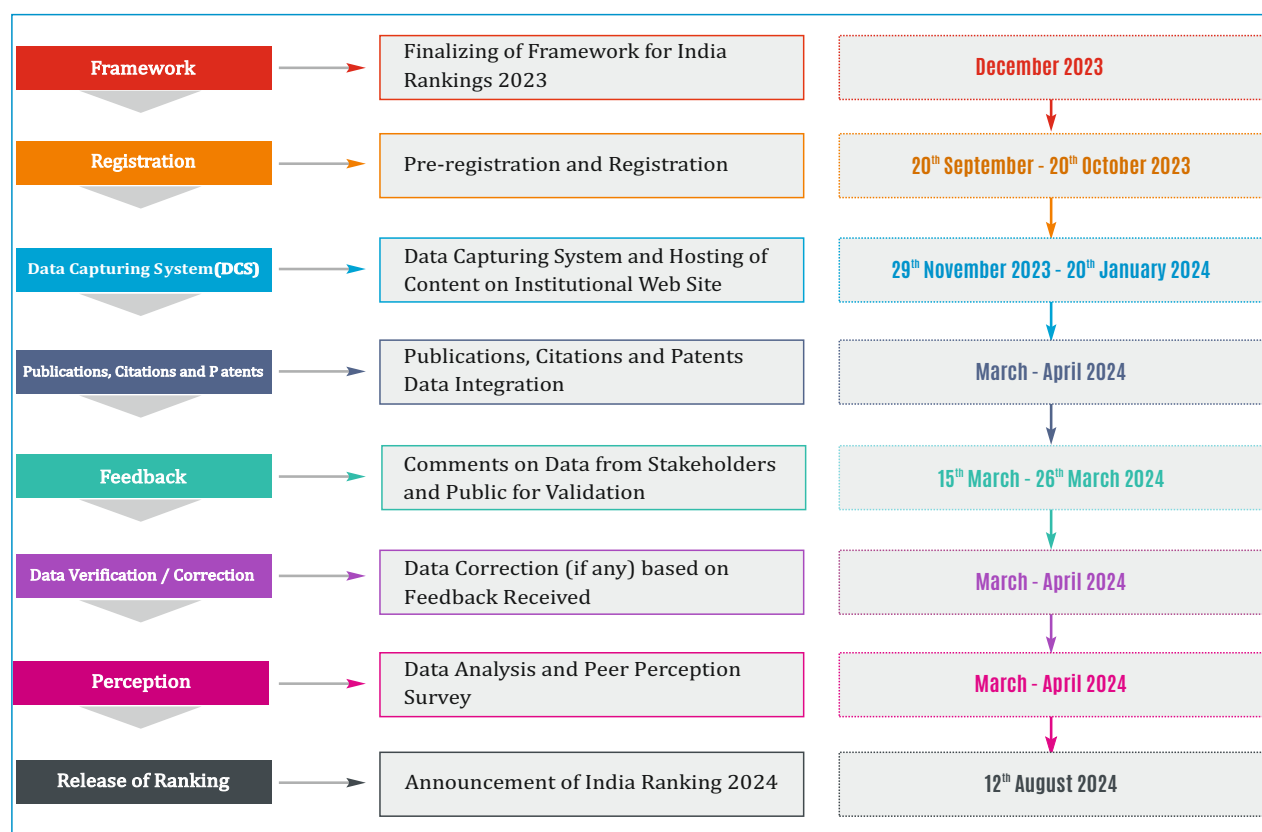 Framework
Finalizing of Framework for India
Rankings 2023
December 2023
Registration
Pre-registration and Registration
20th September - 20th October 2023
Data Capturing System(DCS)
Data Capturing System and Hosting of
Content on Institutional Web Site
29th November 2023 - 20th January 2024
Publications, Citations and Patents
Publications, Citations and Patents
Data Integration
March - April 2024
Feedback
Comments on Data from Stakeholders
and Public for Validation
15th March - 26th March 2024
Data Verification / Correction
Data Correction (if any) based on
Feedback Received
March - April 2024
Perception
Data Analysis and Peer Perception
Survey
March - April 2024
Release of Ranking
Announcement of India Ranking 2024
12th August 2024